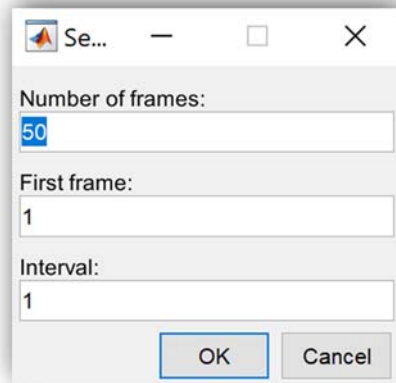 Se...
Number of frames:
50
First frame:
1
Interval:
1
OK Cancel